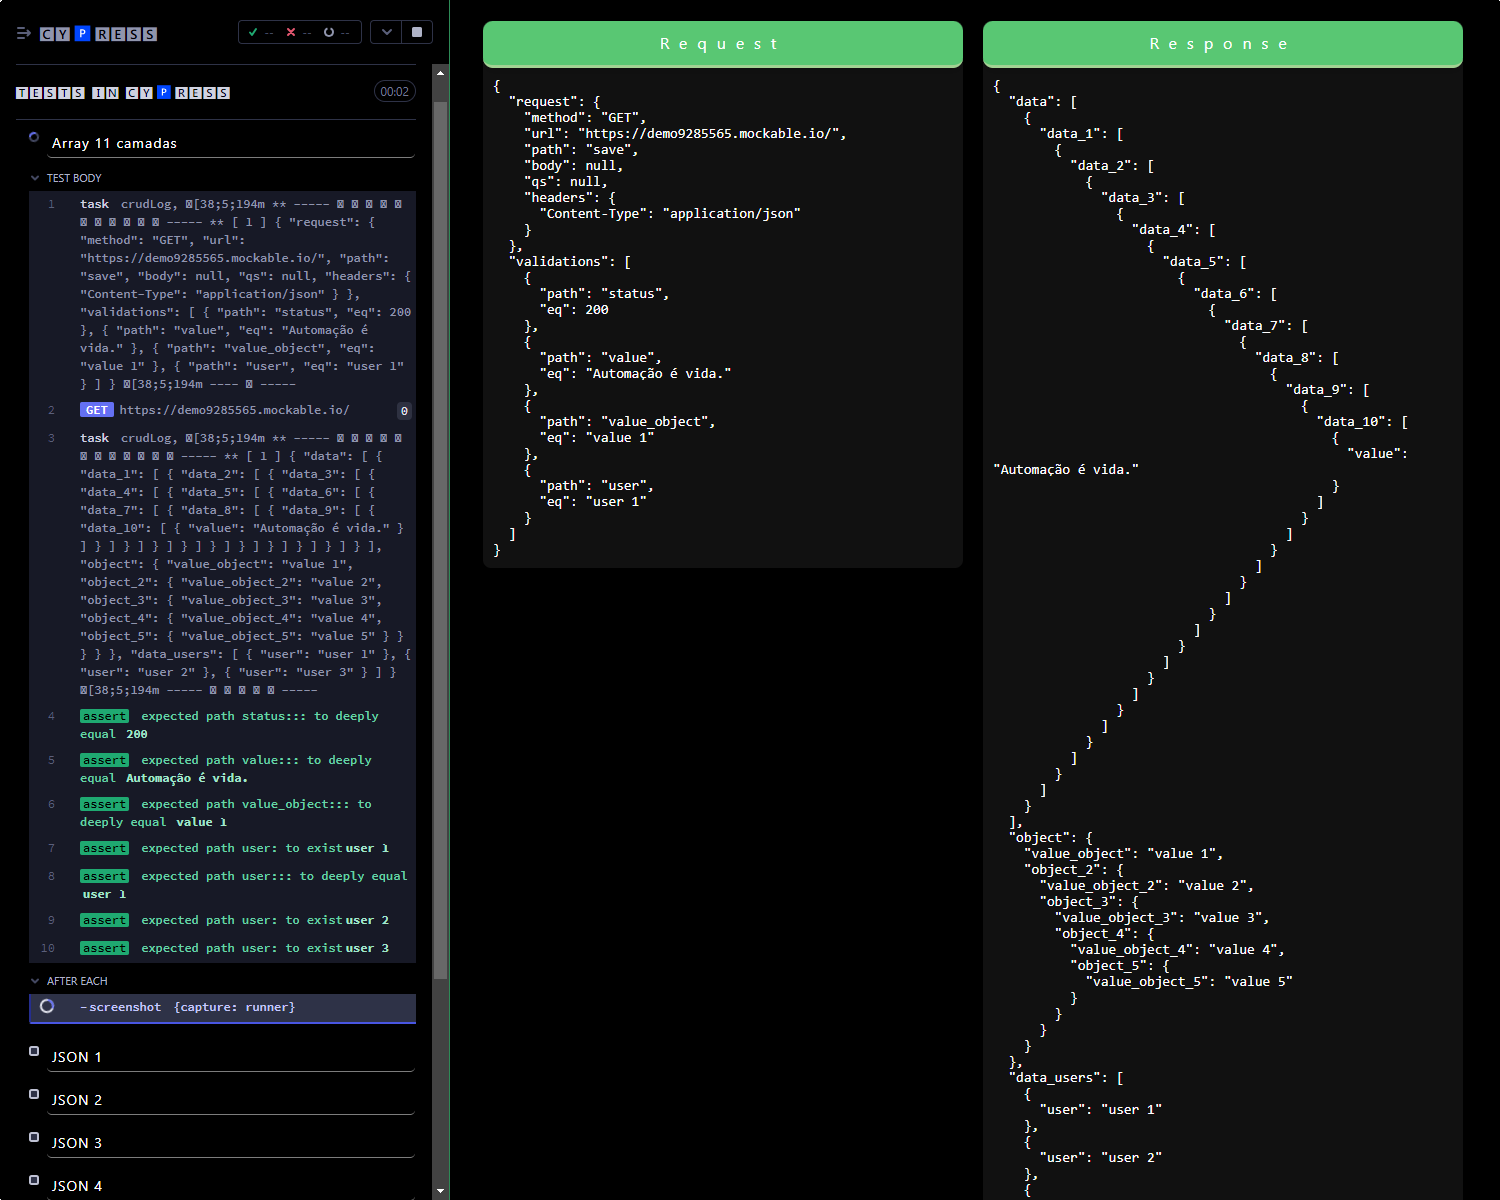 CYPRESS
-- -- --
TESTS IN CYPRESS
00:02
Array 11 camadas
TEST BODY
1 task crudLog, [38;5;194m ** -----
----- ** [ 1 ] { "request": {
"method": "GET", "url":
"https://demo9285565.mockable.io/", "path":
"save", "body": null, "qs": null, "headers": {
"Content-Type": "application/json" } },
"validations": [ { "path": "status", "eq": 200
}, { "path": "value", "eq": "Automação é
vida." }, { "path": "value_object", "eq":
"value 1" }, { "path": "user", "eq": "user 1"
} ] } [38;5;194m ---- -----
2 GET https://demo9285565.mockable.io/ 0
3 task crudLog, [38;5;194m ** -----
----- ** [ 1 ] { "data": [ {
"data_1": [ { "data_2": [ { "data_3": [ {
"data_4": [ { "data_5": [ { "data_6": [ {
"data_7": [ { "data_8": [ { "data_9": [ {
"data_10": [ { "value": "Automação é vida." }
] } ] } ] } ] } ] } ] } ] } ] } ] } ] } ],
"object": { "value_object": "value 1",
"object_2": { "value_object_2": "value 2",
"object_3": { "value_object_3": "value 3",
"object_4": { "value_object_4": "value 4",
"object_5": { "value_object_5": "value 5" } }
} } }, "data_users": [ { "user": "user 1" }, {
"user": "user 2" }, { "user": "user 3" } ] }
[38;5;194m ----- -----
4 assert expected path status::: to deeply
equal 200
5 assert expected path value::: to deeply
equal Automação é vida.
6 assert expected path value_object::: to
deeply equal value 1
7 assert expected path user: to exist user 1
8 assert expected path user::: to deeply equal
user 1
9 assert expected path user: to exist user 2
10 assert expected path user: to exist user 3
AFTER EACH
-screenshot {capture: runner}
JSON 1
JSON 2
JSON 3
JSON 4
Request
{
"request": {
"method": "GET",
"url": "https://demo9285565.mockable.io/",
"path": "save",
"body": null,
"qs": null,
"headers": {
"Content-Type": "application/json"
}
},
"validations": [
{
"path": "status",
"eq": 200
},
{
"path": "value",
"eq": "Automação é vida."
},
{
"path": "value_object",
"eq": "value 1"
},
{
"path": "user",
"eq": "user 1"
}
]
}
Response
{
"data": [
{
"data_1": [
{
"data_2": [
{
"data_3": [
{
"data_4": [
{
"data_5": [
{
"data_6": [
{
"data_7": [
{
"data_8": [
{
"data_9": [
{
"data_10": [
{
"value":
"Automação é vida."
}
]
}
]
}
]
}
]
}
]
}
]
}
]
}
]
}
]
}
]
}
],
"object": {
"value_object": "value 1",
"object_2": {
"value_object_2": "value 2",
"object_3": {
"value_object_3": "value 3",
"object_4": {
"value_object_4": "value 4",
"object_5": {
"value_object_5": "value 5"
}
}
}
}
},
"data_users": [
{
"user": "user 1"
},
{
"user": "user 2"
},
{